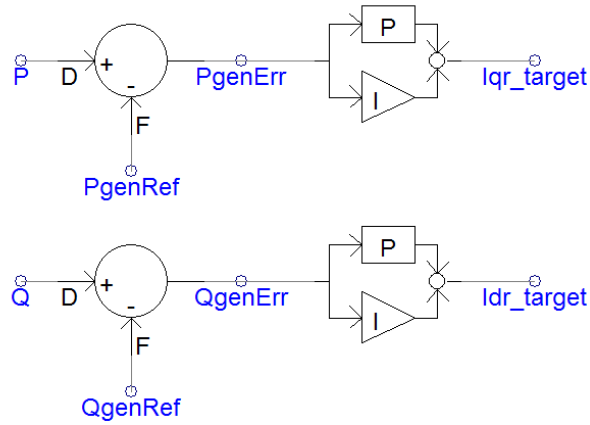 P
P D + PgenErr Iqr_target
-
I
F
PgenRef
P
Q D + QgenErr Idr_target
-
I
F
QgenRef